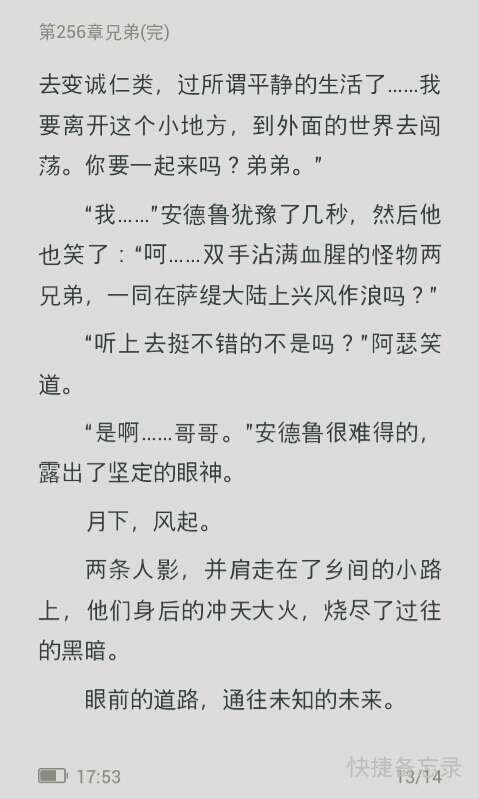 第256章兄弟(完)
去变诚仁类，过所谓平静的生活了……我
要离开这个小地方，到外面的世界去闯
荡。你要一起来吗？弟弟。”
“我……”安德鲁犹豫了几秒，然后他
也笑了：“呵……双手沾满血腥的怪物两
兄弟，一同在萨缇大陆上兴风作浪吗？”
“听上去挺不错的不是吗？”阿瑟笑
道。
“是啊……哥哥。”安德鲁很难得的，
露出了坚定的眼神。
月下，风起。
两条人影，并肩走在了乡间的小路
上，他们身后的冲天大火，烧尽了过往
的黑暗。
眼前的道路，通往未知的未来。
17:53
13/14
快捷备忘录